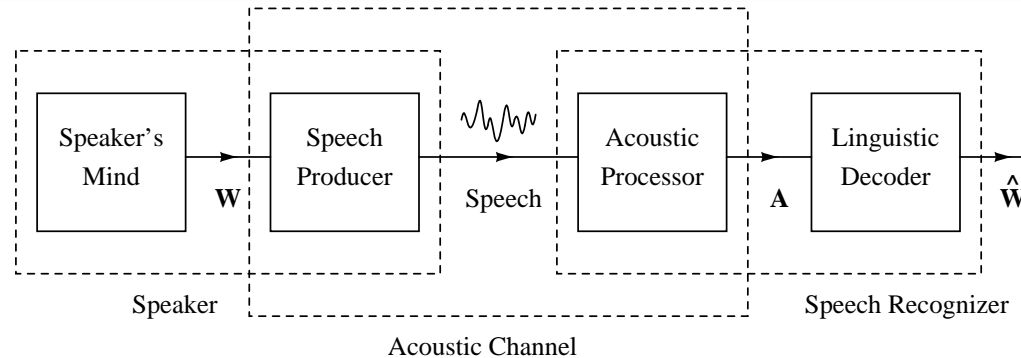 Speaker's
Mind
W
Speech
Producer
Speech
Acoustic
Processor
A
Linguistic
Decoder
Ŵ
Speaker
Speech Recognizer
Acoustic Channel